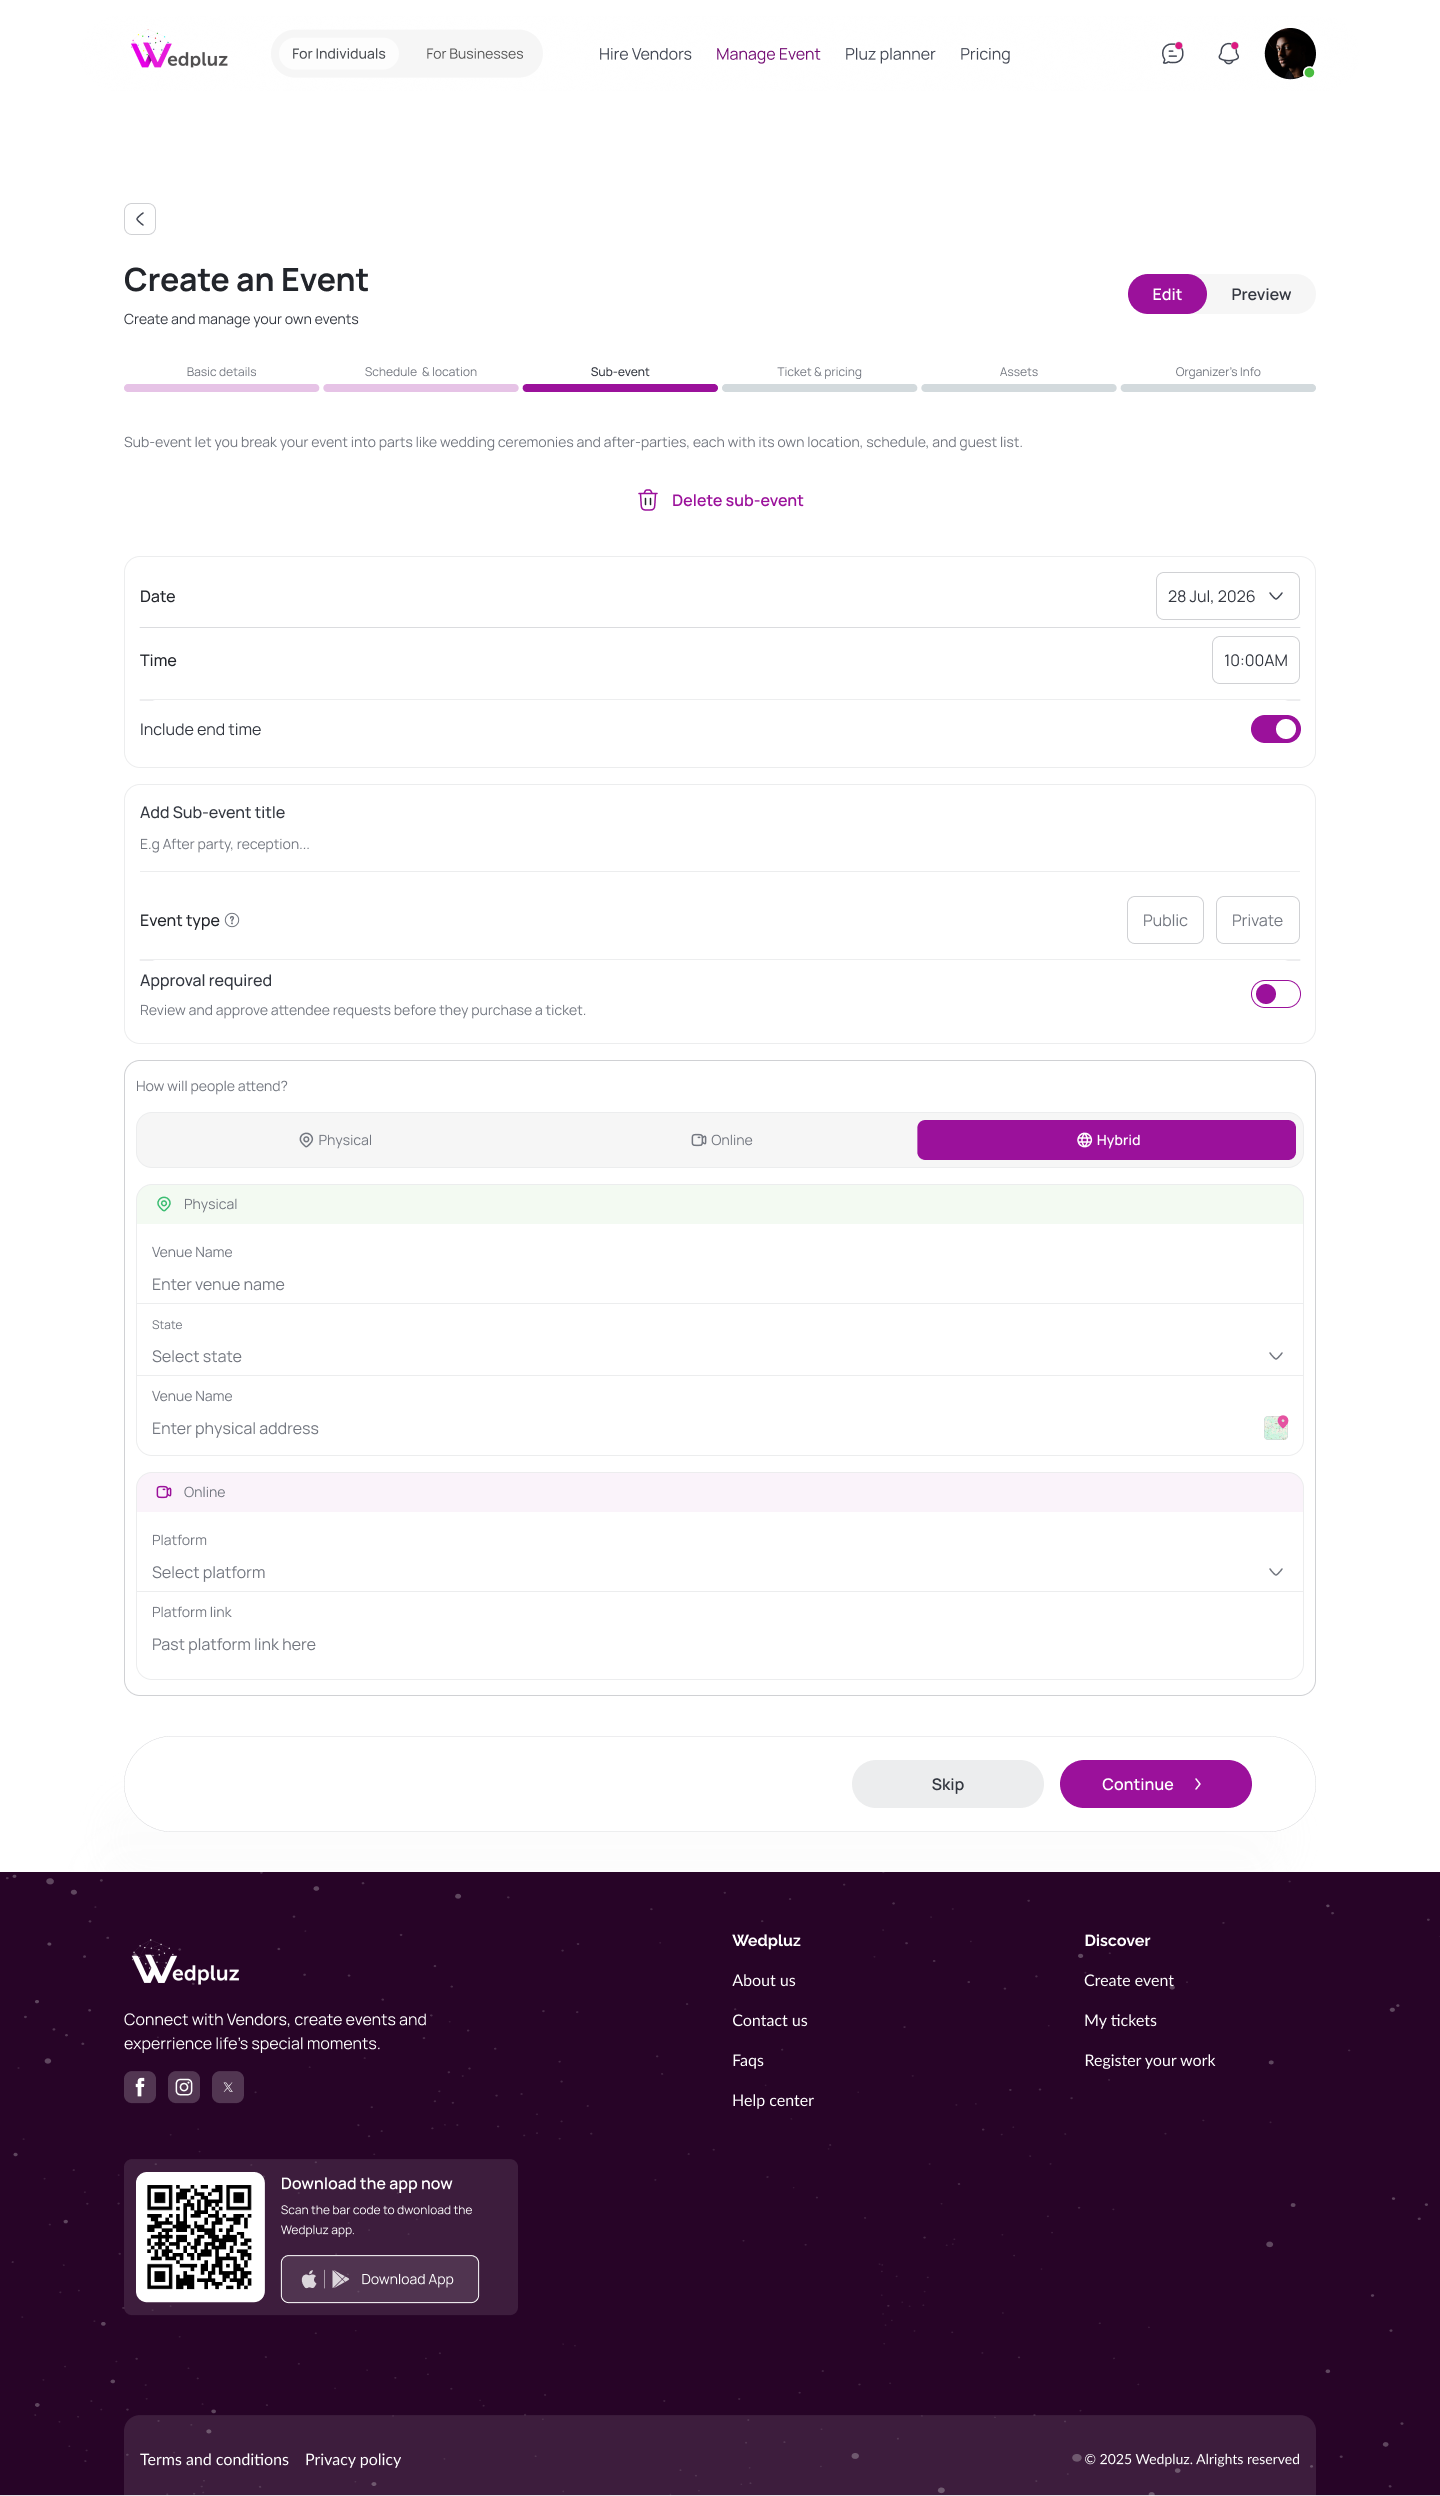 Wedpluz
For Individuals
For Businesses
Hire Vendors
Manage Event
Pluz planner
Pricing
Create an Event
Create and manage your own events
Edit
Preview
Basic details
Schedule & location
Sub-event
Ticket & pricing
Assets
Organizer's Info
Sub-event let you break your event into parts like wedding ceremonies and after-parties, each with its own location, schedule, and guest list.
Delete sub-event
Date
28 Jul, 2026
Time
10:00AM
Include end time
Add Sub-event title
E.g After party, reception...
Event type
Public
Private
Approval required
Review and approve attendee requests before they purchase a ticket.
How will people attend?
Physical
Online
Hybrid
Physical
Venue Name
Enter venue name
State
Select state
Venue Name
Enter physical address
Online
Platform
Select platform
Platform link
Past platform link here
Skip
Continue
Wedpluz
Connect with Vendors, create events and
experrience life's special moments.
Wedpluz
About us
Contact us
Faqs
Help center
Discover
Create event
My tickets
Register your work
Download the app now
Scan the bar code to dwonload the
Wedpluz app.
Download App
Terms and conditions
Privacy policy
© 2025 Wedpluz. Alrights reserved